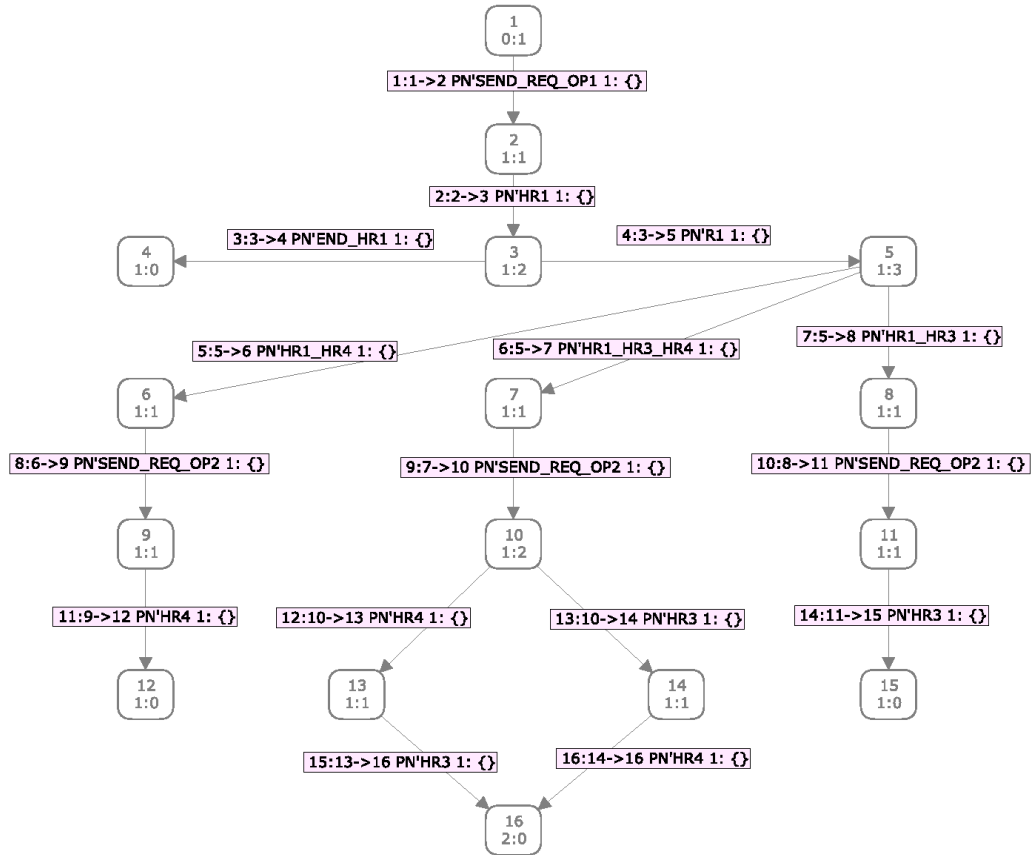 1
0:1
1:1->2 PN'SEND_REQ_OP1 1: {}
2
1:1
2:2->3 PN'HR1 1: {}
3:3->4 PN'END_HR1 1: {}
4:3->5 PN'R1 1: {}
4
1:0
3
1:2
5
1:3
5:5->6 PN'HR1_HR4 1: {}
6:5->7 PN'HR1_HR3_HR4 1: {}
7:5->8 PN'HR1_HR3 1: {}
6
1:1
7
1:1
8
1:1
8:6->9 PN'SEND_REQ_OP2 1: {}
9:7->10 PN'SEND_REQ_OP2 1: {}
10:8->11 PN'SEND_REQ_OP2 1: {}
9
1:1
10
1:2
11
1:1
11:9->12 PN'HR4 1: {}
12:10->13 PN'HR4 1: {}
13:10->14 PN'HR3 1: {}
14:11->15 PN'HR3 1: {}
12
1:0
13
1:1
14
1:1
15
1:0
15:13->16 PN'HR3 1: {}
16:14->16 PN'HR4 1: {}
16
2:0